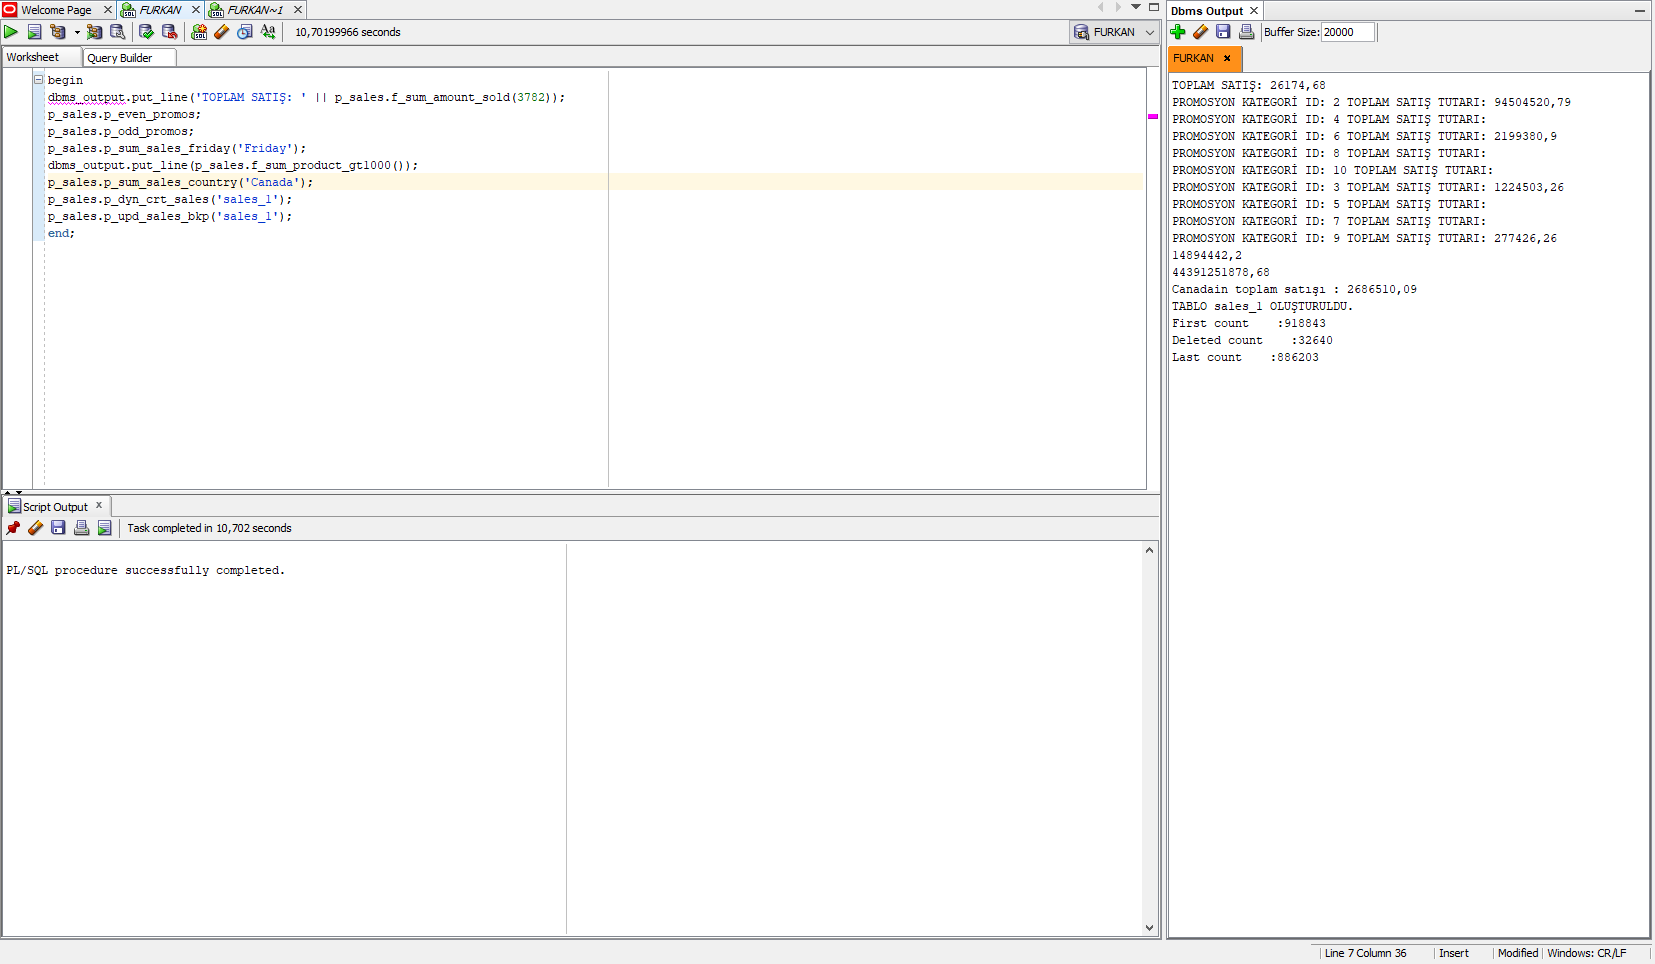 Welcome Page
FURKAN
FURKAN~1
10,70199966 seconds
FURKAN
Worksheet
Query Builder
begin
dbms_output.put_line('TOPLAM SATIŞ: ' || p_sales.f_sum_amount_sold(3782));
p_sales.p_even_promos;
p_sales.p_odd_promos;
p_sales.p_sum_sales_friday('Friday');
dbms_output.put_line(p_sales.f_sum_product_gt1000());
p_sales.p_sum_sales_country('Canada');
p_sales.p_dyn_crt_sales('sales_1');
p_sales.p_upd_sales_bkp('sales_1');
end;
Script Output
Task completed in 10,702 seconds
PL/SQL procedure successfully completed.
Dbms Output
Buffer Size: 20000
FURKAN
TOPLAM SATIŞ: 26174,68
PROMOSYON KATEGORİ ID: 2 TOPLAM SATIŞ TUTARI: 94504520,79
PROMOSYON KATEGORİ ID: 4 TOPLAM SATIŞ TUTARI:
PROMOSYON KATEGORİ ID: 6 TOPLAM SATIŞ TUTARI: 2199380,9
PROMOSYON KATEGORİ ID: 8 TOPLAM SATIŞ TUTARI:
PROMOSYON KATEGORİ ID: 10 TOPLAM SATIŞ TUTARI:
PROMOSYON KATEGORİ ID: 3 TOPLAM SATIŞ TUTARI: 1224503,26
PROMOSYON KATEGORİ ID: 5 TOPLAM SATIŞ TUTARI:
PROMOSYON KATEGORİ ID: 7 TOPLAM SATIŞ TUTARI:
PROMOSYON KATEGORİ ID: 9 TOPLAM SATIŞ TUTARI: 277426,26
14894442,2
44391251878,68
Canadain toplam satışı : 2686510,09
TABLO sales_1 OLUŞTURULDU.
First count    :918843
Deleted count    :32640
Last count    :886203
Line 7 Column 36
Insert
Modified
Windows: CR/LF